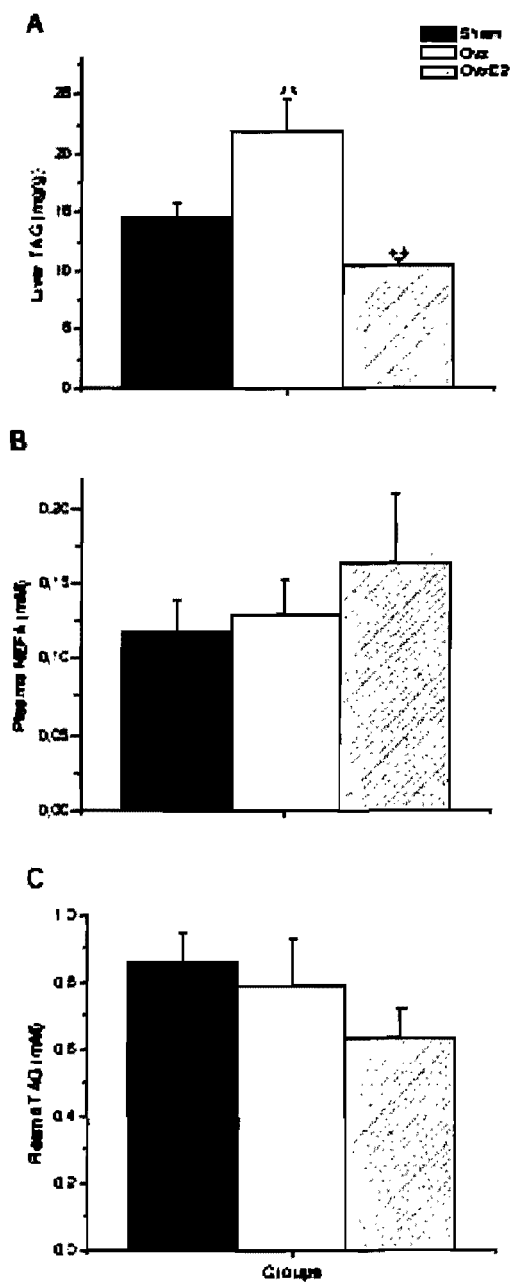 A
Sham
Ovx
OvxE2
Liver TAG (mg/g)
25
20
15
10
5
0
**
++
B
Plasma NEFA (mM)
0,20
0,15
0,10
0,05
0,00
C
Plasma TAG (mM)
1,0
0,8
0,6
0,4
0,2
0,0
Groups